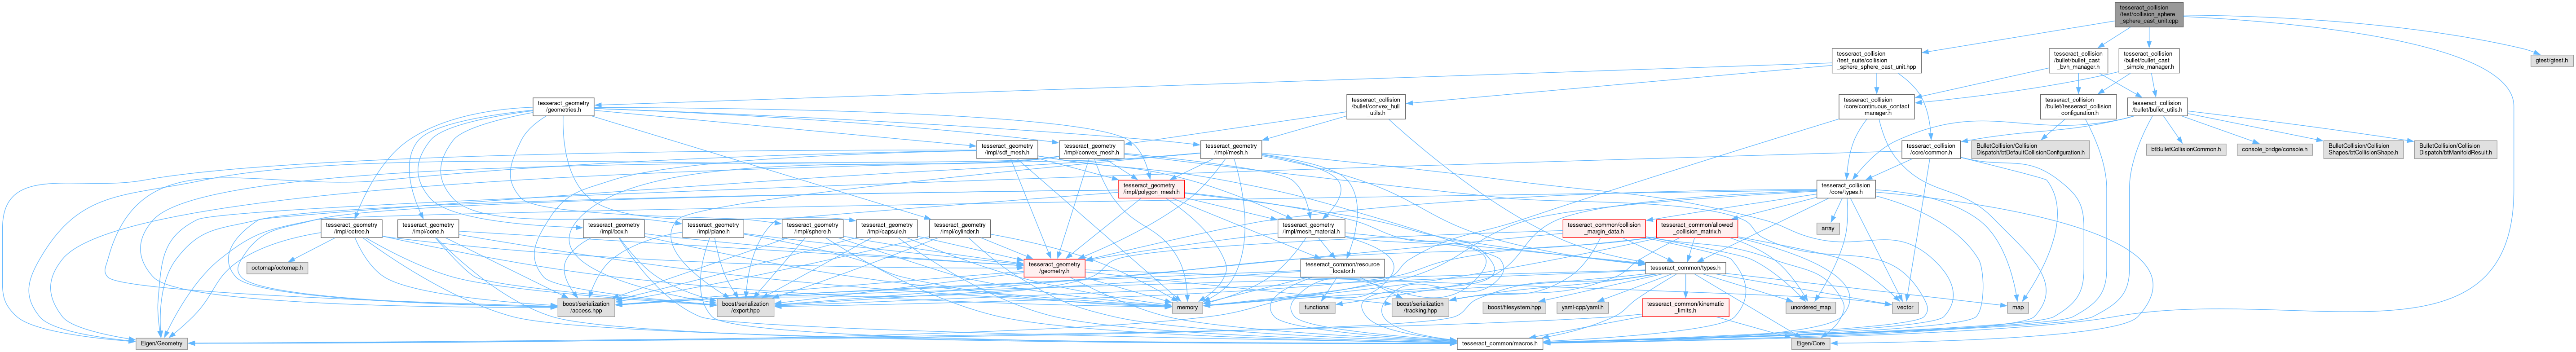 tesseract_collision
/test/collision_sphere
_sphere_cast_unit.cpp
tesseract_collision
/test_suite/collision
_sphere_sphere_cast_unit.hpp
tesseract_collision
/bullet/bullet_cast
_bvh_manager.h
tesseract_collision
/bullet/bullet_cast
_simple_manager.h
gtest/gtest.h
tesseract_geometry
/geometries.h
tesseract_collision
/bullet/convex_hull
_utils.h
tesseract_collision
/core/continuous_contact
_manager.h
tesseract_collision
/bullet/tesseract_collision
_configuration.h
tesseract_collision
/bullet/bullet_utils.h
tesseract_geometry
/impl/sdf_mesh.h
tesseract_geometry
/impl/convex_mesh.h
tesseract_geometry
/impl/mesh.h
tesseract_collision
/core/common.h
BulletCollision/Collision
Dispatch/btDefaultCollisionConfiguration.h
btBulletCollisionCommon.h
console_bridge/console.h
BulletCollision/Collision
Shapes/btCollisionShape.h
BulletCollision/Collision
Dispatch/btManifoldResult.h
tesseract_geometry
/impl/polygon_mesh.h
tesseract_collision
/core/types.h
tesseract_geometry
/impl/octree.h
tesseract_geometry
/impl/cone.h
tesseract_geometry
/impl/box.h
tesseract_geometry
/impl/plane.h
tesseract_geometry
/impl/sphere.h
tesseract_geometry
/impl/capsule.h
tesseract_geometry
/impl/cylinder.h
tesseract_geometry
/impl/mesh_material.h
tesseract_common/collision
_margin_data.h
tesseract_common/allowed
_collision_matrix.h
array
octomap/octomap.h
tesseract_geometry
/geometry.h
tesseract_common/resource
_locator.h
tesseract_common/types.h
boost/serialization
/access.hpp
boost/serialization
/export.hpp
memory
functional
boost/serialization
/tracking.hpp
boost/filesystem.hpp
yaml-cpp/yaml.h
tesseract_common/kinematic
_limits.h
unordered_map
vector
map
Eigen/Geometry
tesseract_common/macros.h
Eigen/Core